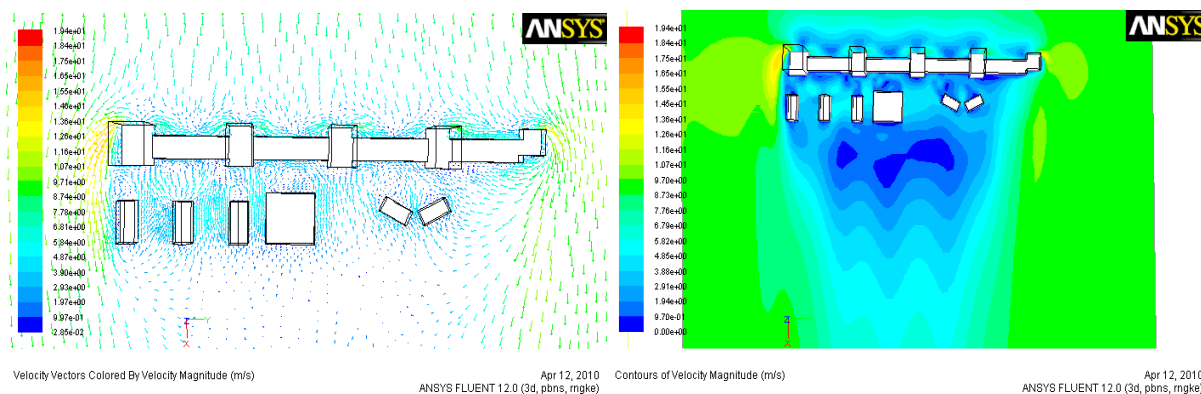 ANSYS
1.94e+01
1.84e+01
1.75e+01
1.65e+01
1.55e+01
1.46e+01
1.36e+01
1.26e+01
1.16e+01
1.07e+01
9.71e+00
8.74e+00
7.78e+00
6.81e+00
5.84e+00
4.87e+00
3.90e+00
2.93e+00
1.97e+00
9.97e-01
2.85e-02
Z
Y
X
Velocity Vectors Colored By Velocity Magnitude (m/s)
Apr 12, 2010
ANSYS FLUENT 12.0 (3d, pbns, rngke)
ANSYS
1.94e+01
1.84e+01
1.75e+01
1.65e+01
1.55e+01
1.46e+01
1.36e+01
1.26e+01
1.16e+01
1.07e+01
9.70e+00
8.73e+00
7.76e+00
6.79e+00
5.82e+00
4.85e+00
3.88e+00
2.91e+00
1.94e+00
9.70e-01
0.00e+00
Z
Y
X
Contours of Velocity Magnitude (m/s)
Apr 12, 2010
ANSYS FLUENT 12.0 (3d, pbns, rngke)